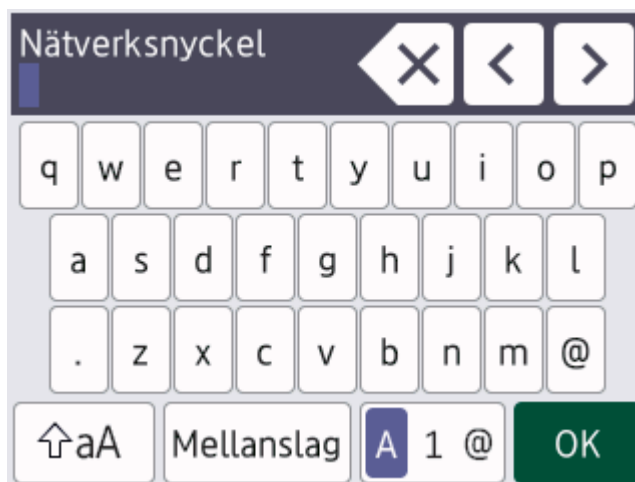 Nätverksnyckel
q w e r t y u i o p
a s d f g h j k l
. z x c v b n m @
aA Mellanslag A 1 @ OK